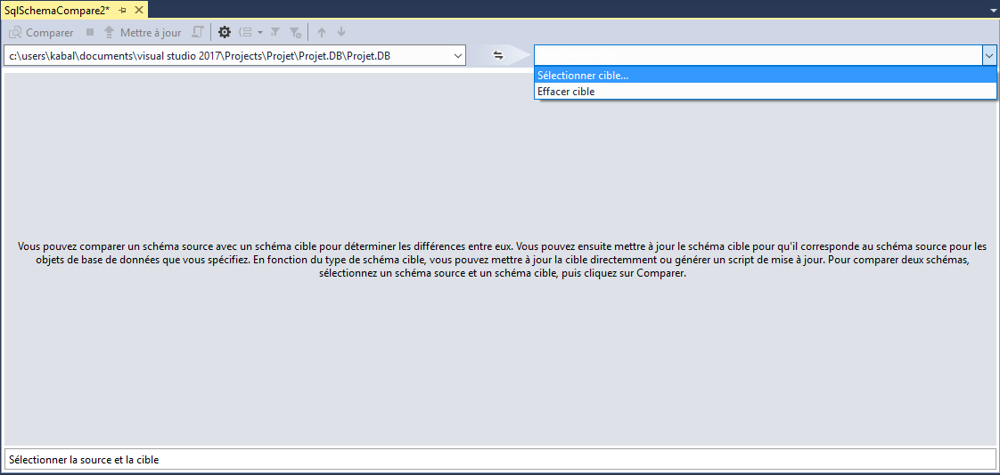 SqlSchemaCompare2*
Comparer Mettre à jour
c:\users\kabal\documents\visual studio 2017\Projects\Projet\Projet.DB\Projet.DB
Sélectionner cible...
Effacer cible
Vous pouvez comparer un schéma source avec un schéma cible pour déterminer les différences entre eux. Vous pouvez ensuite mettre à jour le schéma cible pour qu'il corresponde au schéma source pour les
objets de base de données que vous spécifiez. En fonction du type de schéma cible, vous pouvez mettre à jour la cible directemment ou générer un script de mise à jour. Pour comparer deux schémas,
sélectionnez un schéma source et un schéma cible, puis cliquez sur Comparer.
Sélectionner la source et la cible